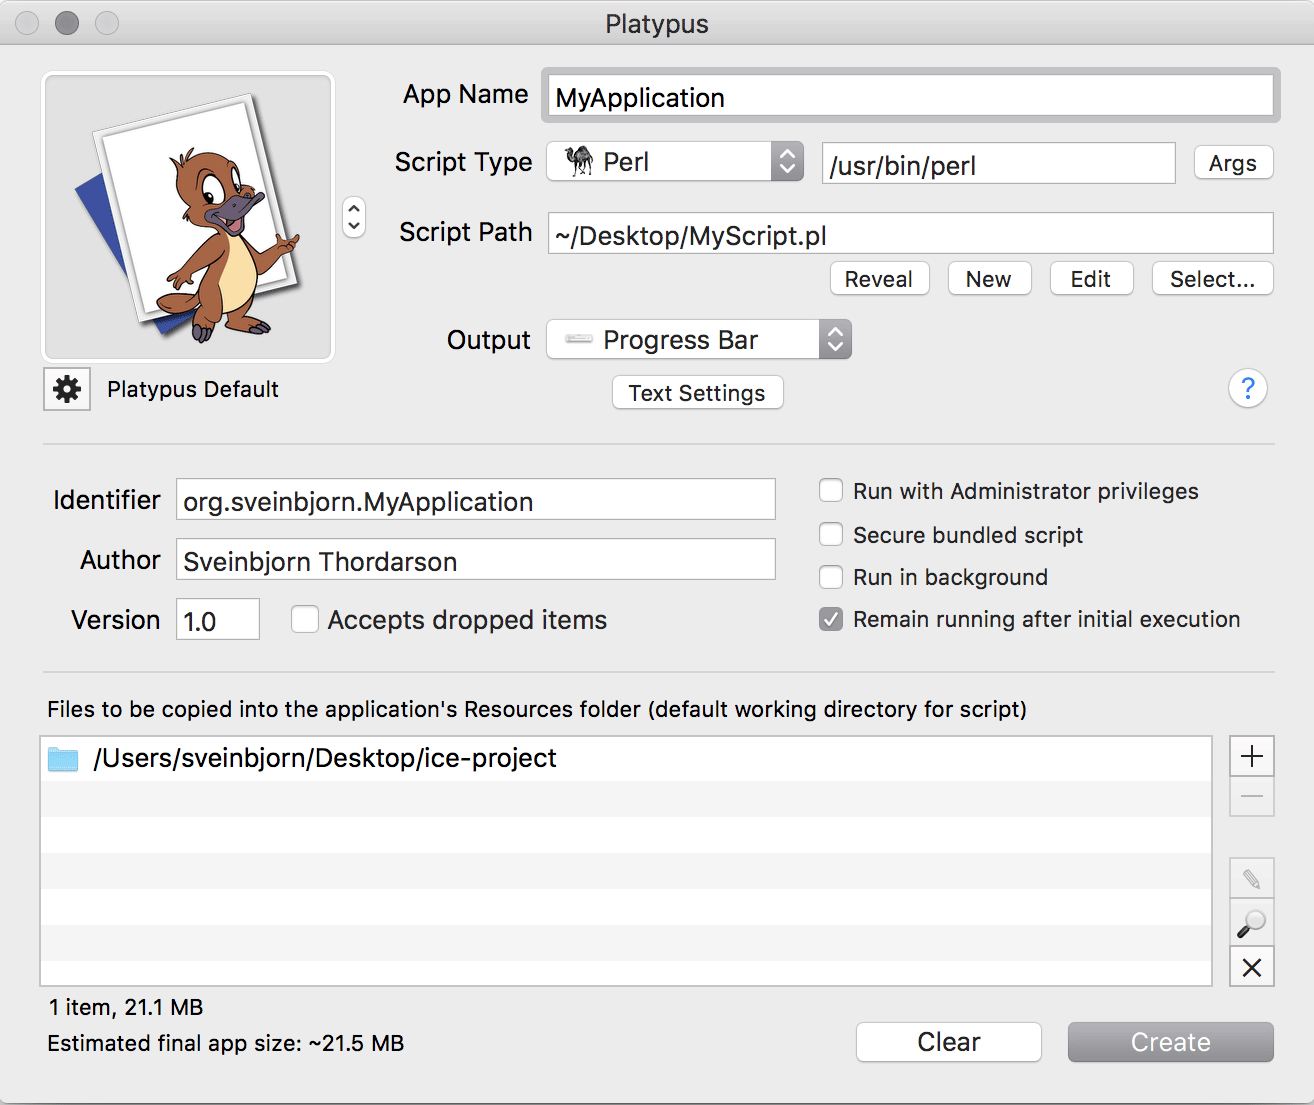 Platypus
App Name MyApplication
Script Type Perl /usr/bin/perl Args
Script Path ~/Desktop/MyScript.pl
Reveal New Edit Select...
Output Progress Bar
Platypus Default Text Settings ?
Identifier org.sveinbjorn.MyApplication
Author Sveinbjorn Thordarson
Version 1.0 Accepts dropped items
Run with Administrator privileges
Secure bundled script
Run in background
Remain running after initial execution
Files to be copied into the application's Resources folder (default working directory for script)
/Users/sveinbjorn/Desktop/ice-project
1 item, 21.1 MB
Estimated final app size: ~21.5 MB
Clear Create